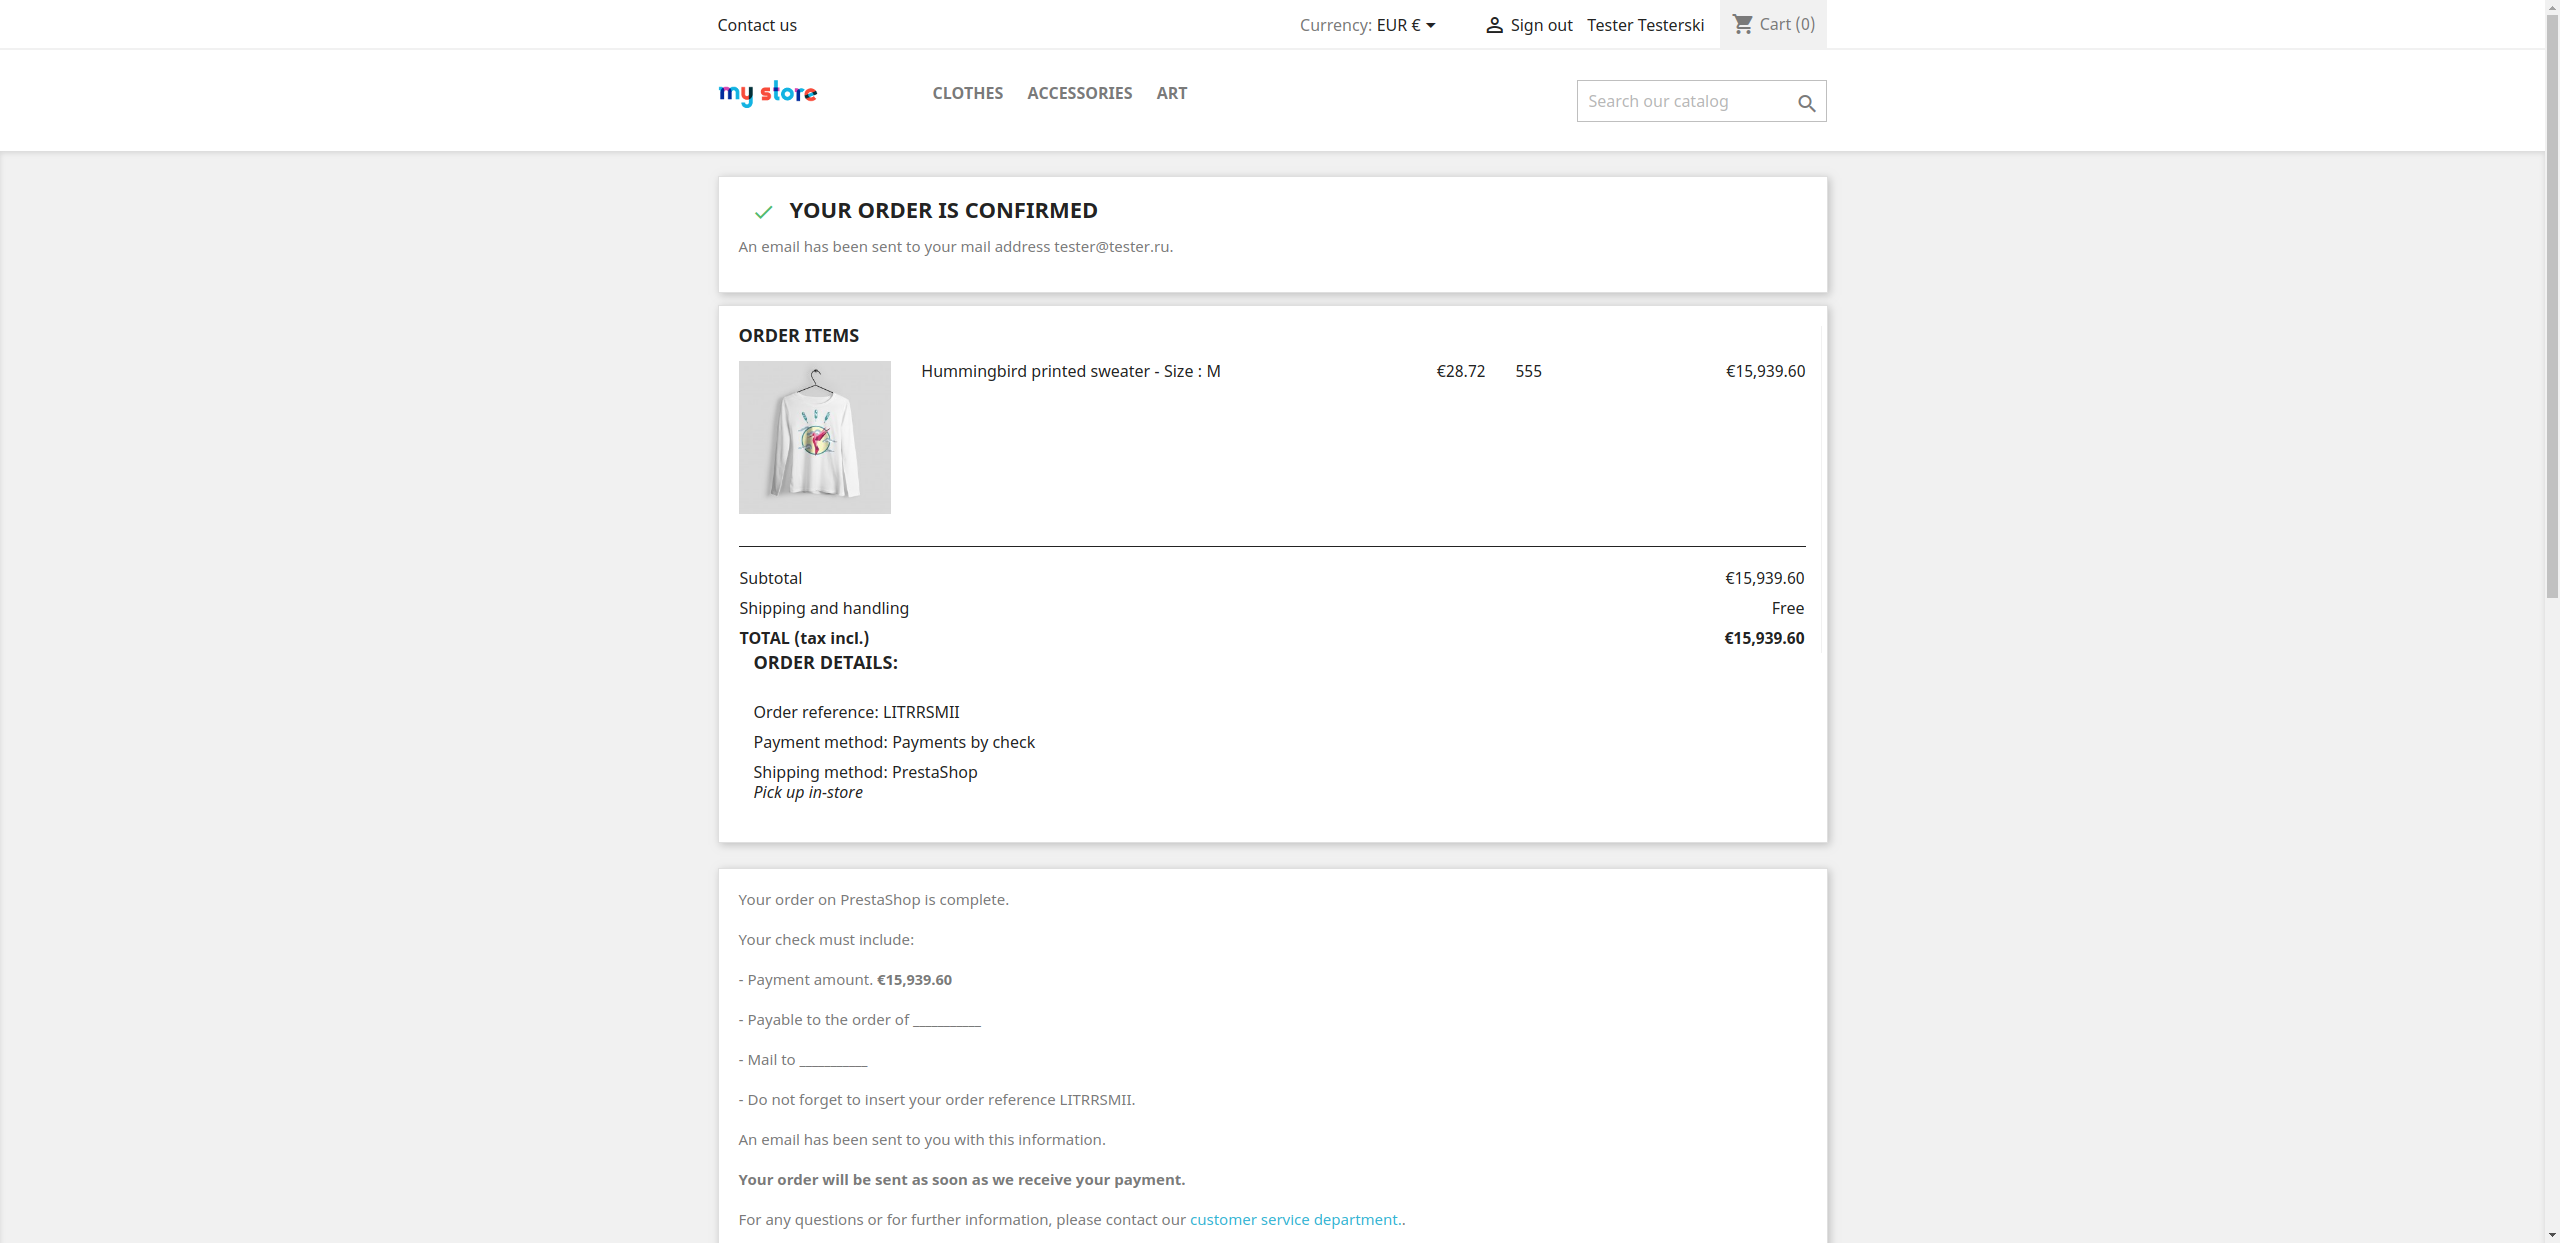 Contact us
Currency: EUR €
Sign out
Tester Testerski
Cart (0)
my store
CLOTHES
ACCESSORIES
ART
Search our catalog
YOUR ORDER IS CONFIRMED
An email has been sent to your mail address tester@tester.ru.
ORDER ITEMS
Hummingbird printed sweater - Size : M €28.72 555 €15,939.60
Subtotal €15,939.60
Shipping and handling Free
TOTAL (tax incl.) €15,939.60
ORDER DETAILS:
Order reference: LITRRSMII
Payment method: Payments by check
Shipping method: PrestaShop
Pick up in-store
Your order on PrestaShop is complete.
Your check must include:
- Payment amount. €15,939.60
- Payable to the order of ___________
- Mail to ___________
- Do not forget to insert your order reference LITRRSMII.
An email has been sent to you with this information.
Your order will be sent as soon as we receive your payment.
For any questions or for further information, please contact our customer service department..